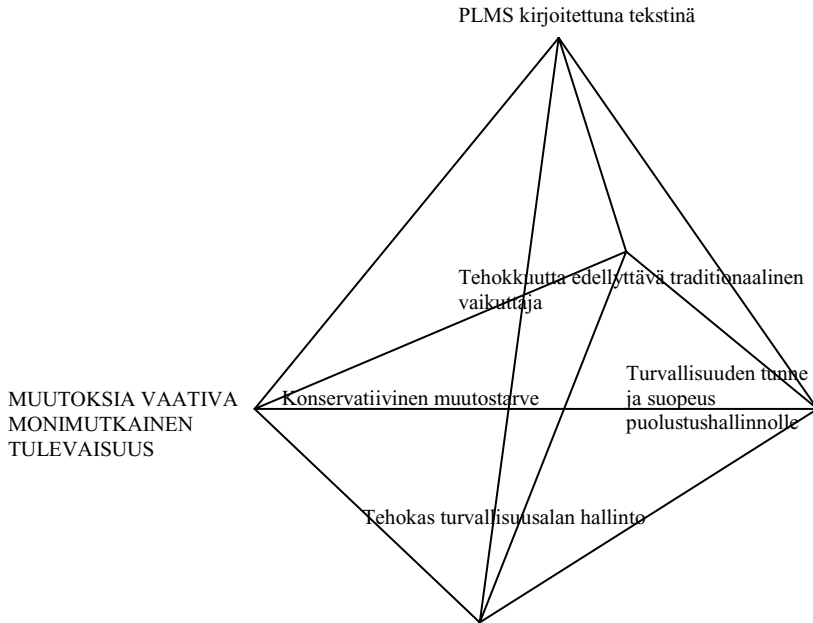 PLMS kirjoitettuna tekstinä
Tehokkuutta edellyttävä traditionaalinen
vaikuttaja
MUUTOKSIA VAATIVA
MONIMUTKAINEN
TULEVAISUUS
Konservatiivinen muutostarve
Turvallisuuden tunne
ja suopeus
puolustushallinnolle
Tehokas turvallisuusalan hallinto